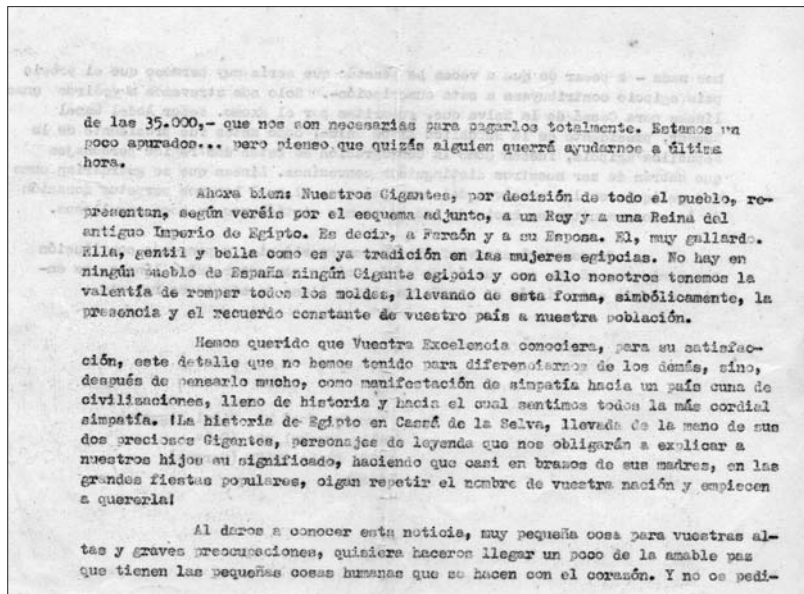 de las 35.000.- que nos son necesarias para pagarlos totalmente. Estamos un
poco apurados... pero pienso que quizás alguien querrá ayudarnos a última
hora.
Ahora bien: Nuestros Gigantes, por decisión de todo el pueblo, re-
presentan, según veréis por el esquema adjunto, a un Rey y a una Reina del
antiguo Imperio de Egipto. Es decir, a Faraón y a su Esposa. El, muy gallardo.
Ella, gentil y bella como es ya tradición en las mujeres egipcias. No hay en
ningún pueblo de España ningún Gigante egipcio y con ello nosotros tenemos la
valentía de romper todos los moldes, llevando de esta forma, simbólicamente, la
presencia y el recuerdo constante de vuestro país a nuestra población.
Hemos querido que Vuestra Excelencia conociera, para su satisfac-
ción, este detalle que no hemos tenido para diferenciarnos de los demás, sino,
después de pensarlo mucho, como manifestación de simpatía hacia un país cuna de
civilizaciones, lleno de historia y hacia el cual sentimos todos la más cordial
simpatía. !La historia de Egipto en Cassá de la Selva, llevada de la mano de sus
dos preciosos Gigantes, personajes de leyenda que nos obligarán a explicar a
nuestros hijos su significado, haciendo que casi en brazos de sus madres, en las
grandes fiestas populares, oigan repetir el nombre de vuestra nación y empiecen
a quererla!
Al daros a conocer esta noticia, muy pequeña cosa para vuestras al-
tas y graves preocupaciones, quisiera haceros llegar un poco de la amable paz
que tienen las pequeñas cosas humanas que se hacen con el corazón. Y no os pedi-